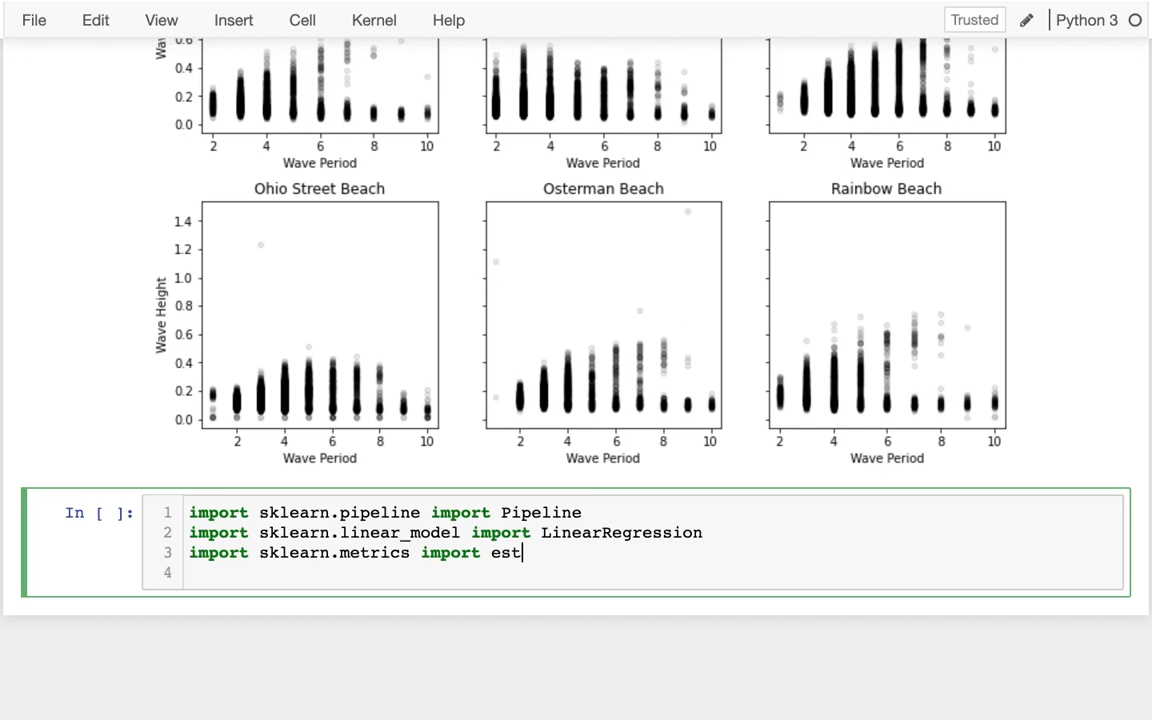 File Edit View Insert Cell Kernel Help Trusted Python 3
0.6
0.4
0.2
0.0
2 4 6 8 10 2 4 6 8 10 2 4 6 8 10
Wave Period Wave Period Wave Period
Ohio Street Beach Osterman Beach Rainbow Beach
1.4
1.2
1.0
0.8
0.6
0.4
0.2
0.0
Wave Height
2 4 6 8 10 2 4 6 8 10 2 4 6 8 10
Wave Period Wave Period Wave Period
In [ ]: 1 import sklearn.pipeline import Pipeline
2 import sklearn.linear_model import LinearRegression
3 import sklearn.metrics import est
4